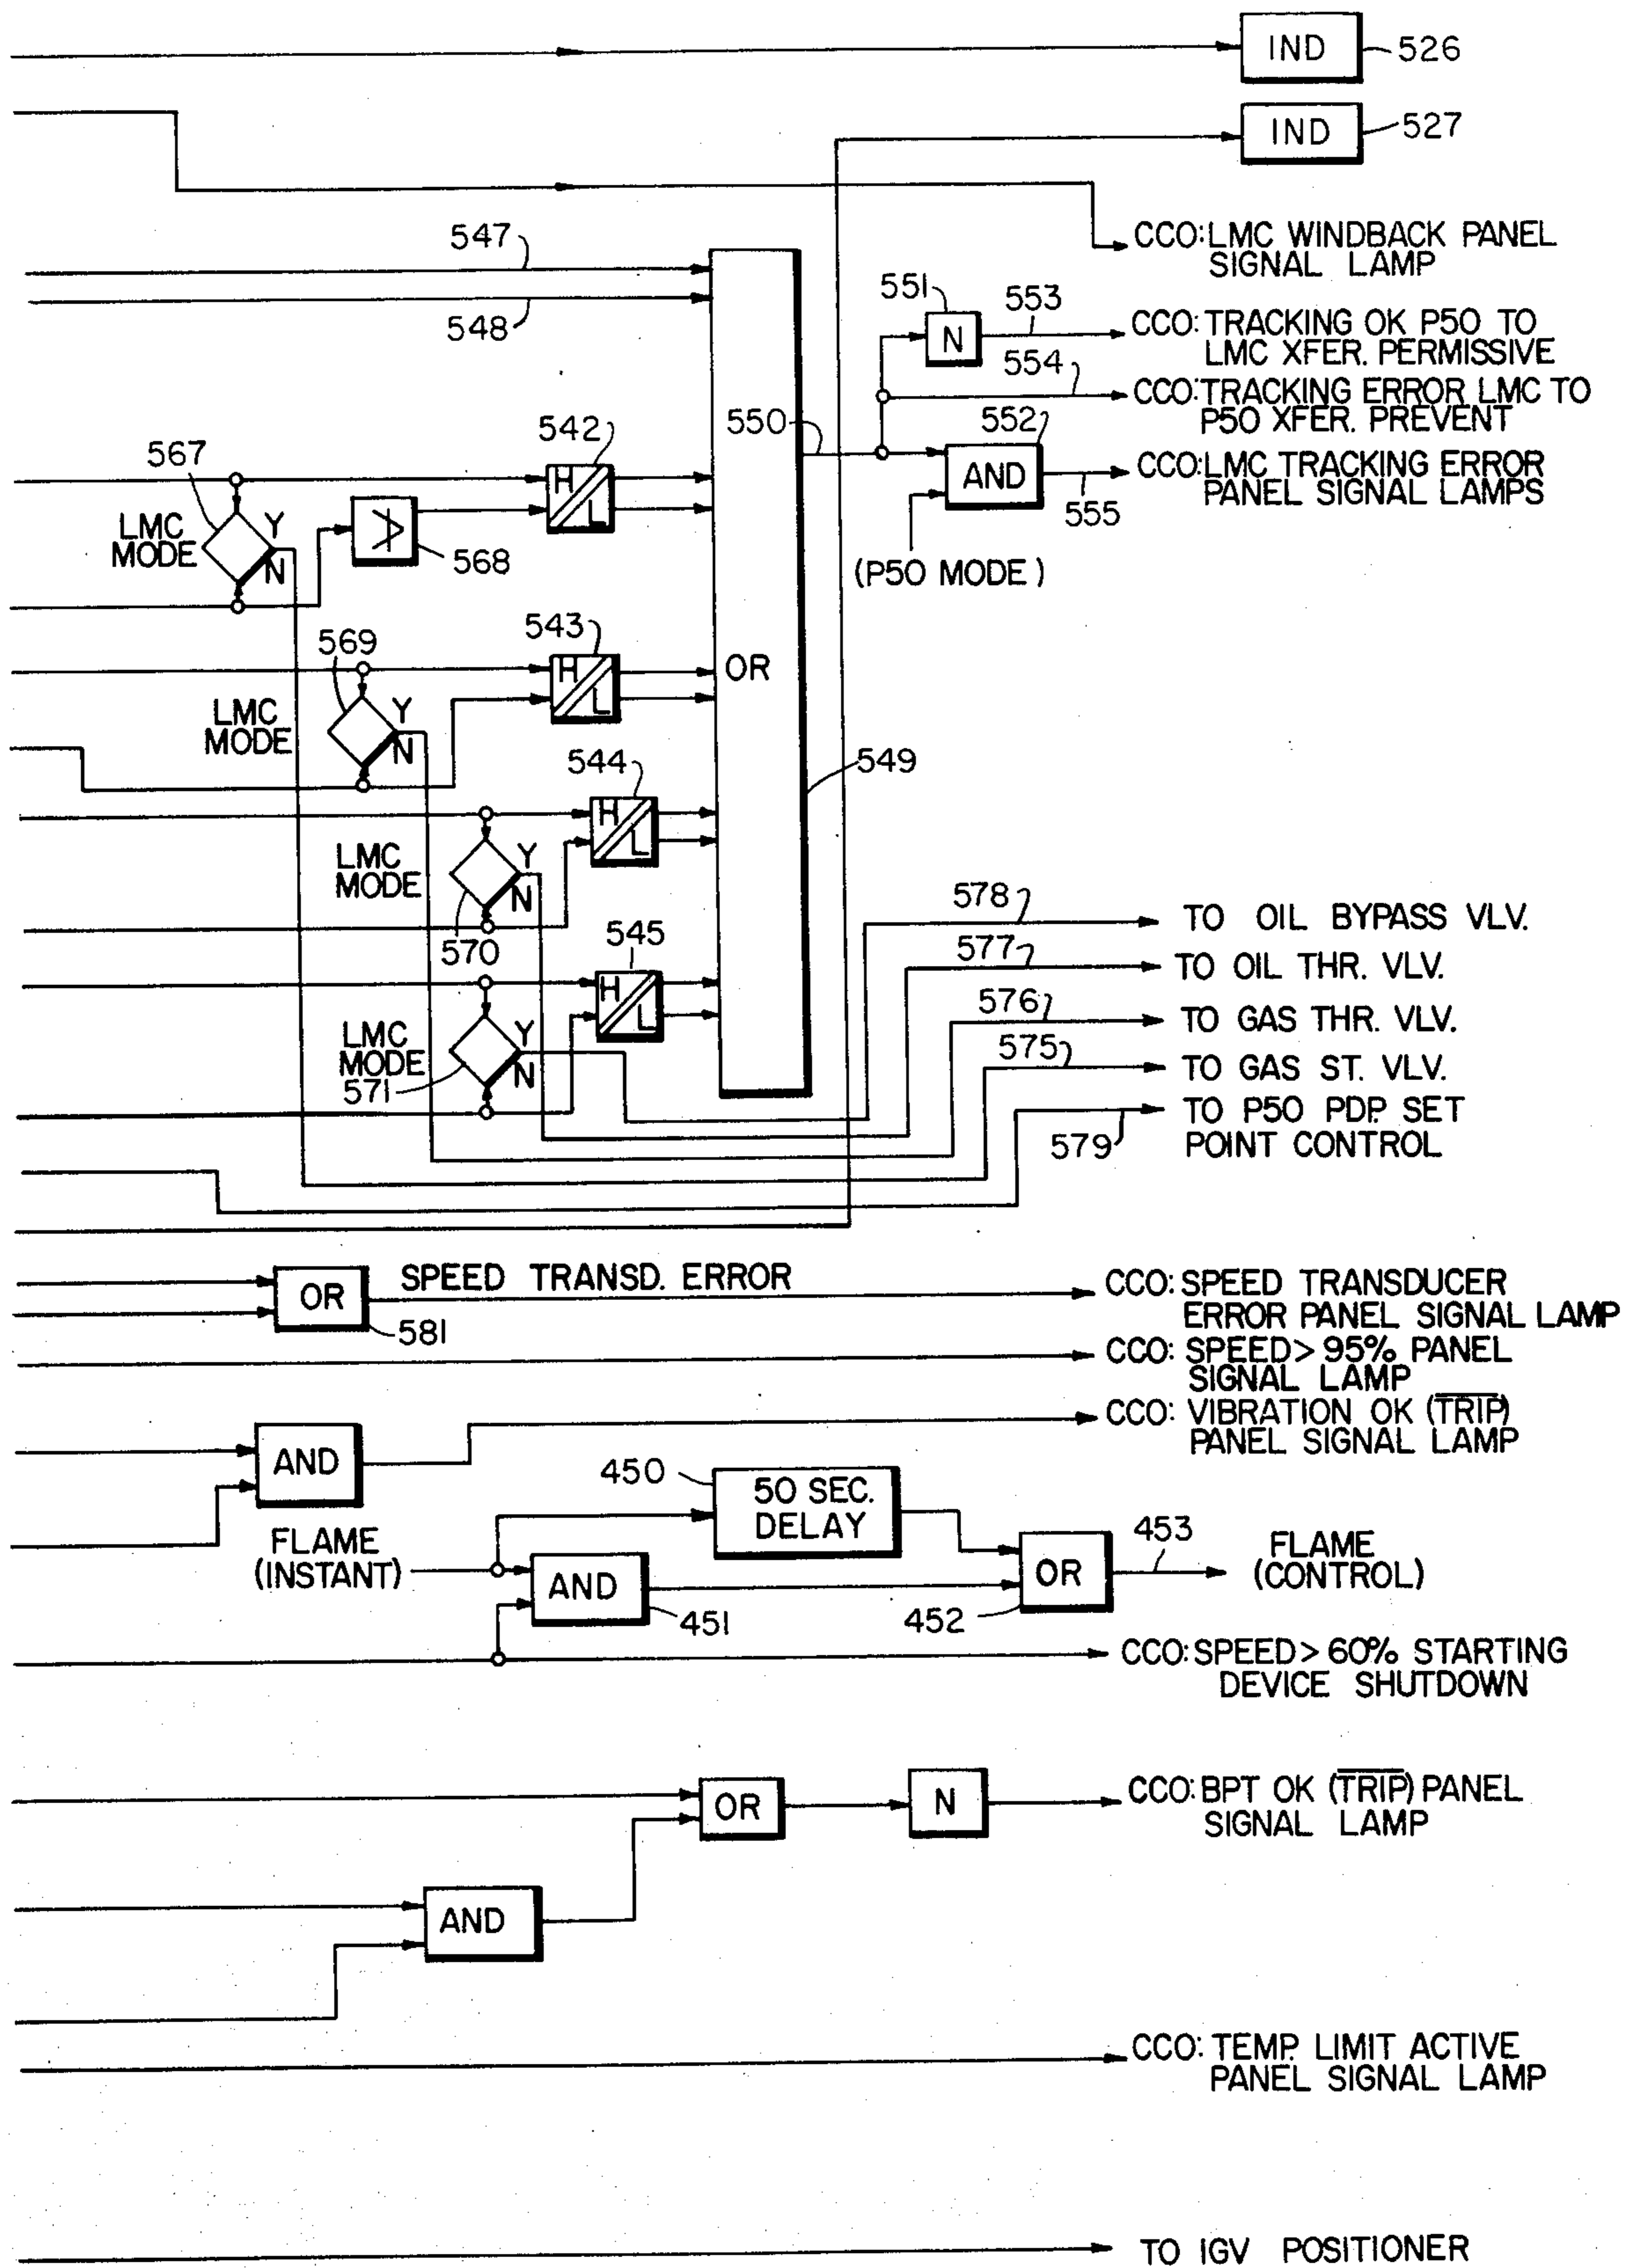 IND
526
IND
527
CCO: LMC WINDBACK PANEL
SIGNAL LAMP
547
548
551
N
553
CCO: TRACKING OK P50 TO
LMC XFER. PERMISSIVE
554
CCO: TRACKING ERROR LMC TO
P50 XFER. PREVENT
550
552
AND
CCO: LMC TRACKING ERROR
PANEL SIGNAL LAMPS
555
(P50 MODE)
542
H
L
567
LMC
MODE
Y
N
568
543
H
L
OR
569
LMC
MODE
Y
N
544
H
L
549
LMC
MODE
Y
N
570
545
H
L
LMC
MODE
571
Y
N
578
TO OIL BYPASS VLV.
577
TO OIL THR. VLV.
576
TO GAS THR. VLV.
575
TO GAS ST. VLV.
579
TO P50 PDP. SET
POINT CONTROL
OR
581
SPEED TRANSD. ERROR
CCO: SPEED TRANSDUCER
ERROR PANEL SIGNAL LAMP
CCO: SPEED > 95% PANEL
SIGNAL LAMP
CCO: VIBRATION OK (TRIP)
PANEL SIGNAL LAMP
AND
450
50 SEC.
DELAY
FLAME
(INSTANT)
AND
451
OR
452
453
FLAME
(CONTROL)
CCO: SPEED > 60% STARTING
DEVICE SHUTDOWN
OR
N
CCO: BPT OK (TRIP) PANEL
SIGNAL LAMP
AND
CCO: TEMP. LIMIT ACTIVE
PANEL SIGNAL LAMP
TO IGV POSITIONER